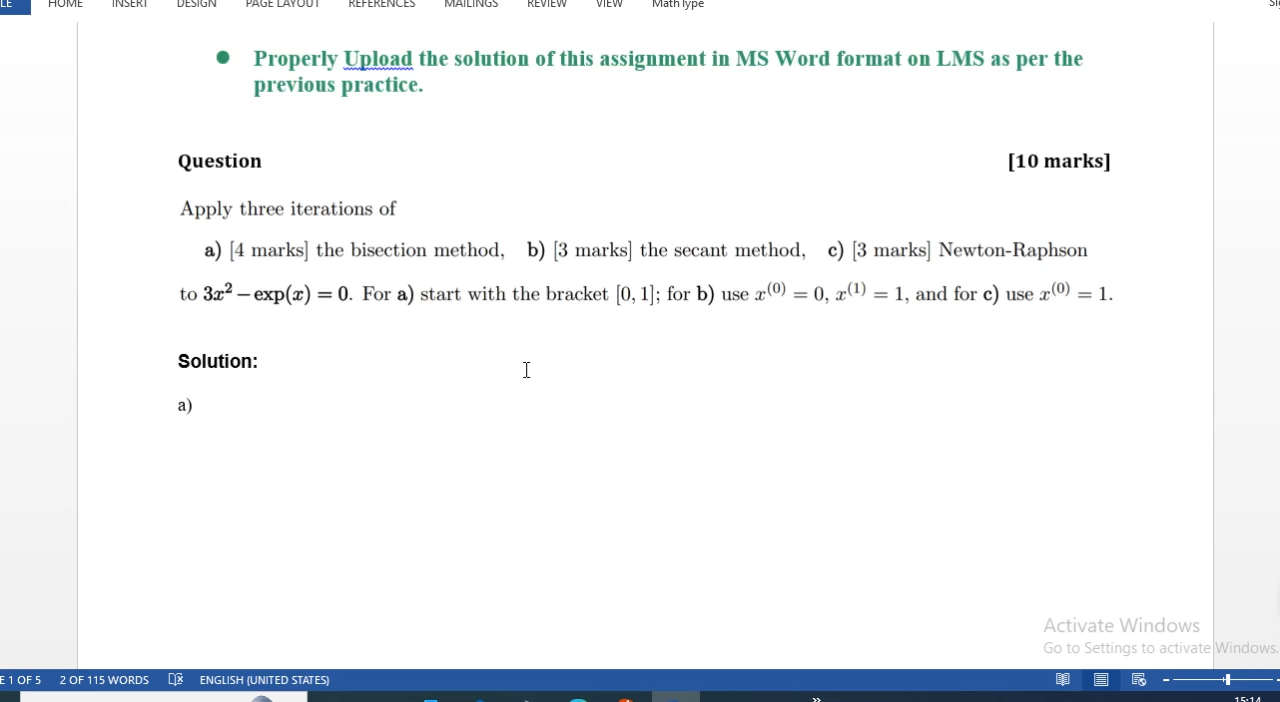 LE HOME INSERT DESIGN PAGE LAYOUT REFERENCES MAILINGS REVIEW VIEW MathType
● Properly Upload the solution of this assignment in MS Word format on LMS as per the
previous practice.
Question [10 marks]
Apply three iterations of
a) [4 marks] the bisection method, b) [3 marks] the secant method, c) [3 marks] Newton-Raphson
to 3x² − exp(x) = 0. For a) start with the bracket [0, 1]; for b) use x⁽⁰⁾ = 0, x⁽¹⁾ = 1, and for c) use x⁽⁰⁾ = 1.
Solution:
a)
Activate Windows
Go to Settings to activate Windows.
E 1 OF 5 2 OF 115 WORDS ENGLISH (UNITED STATES)
15:14